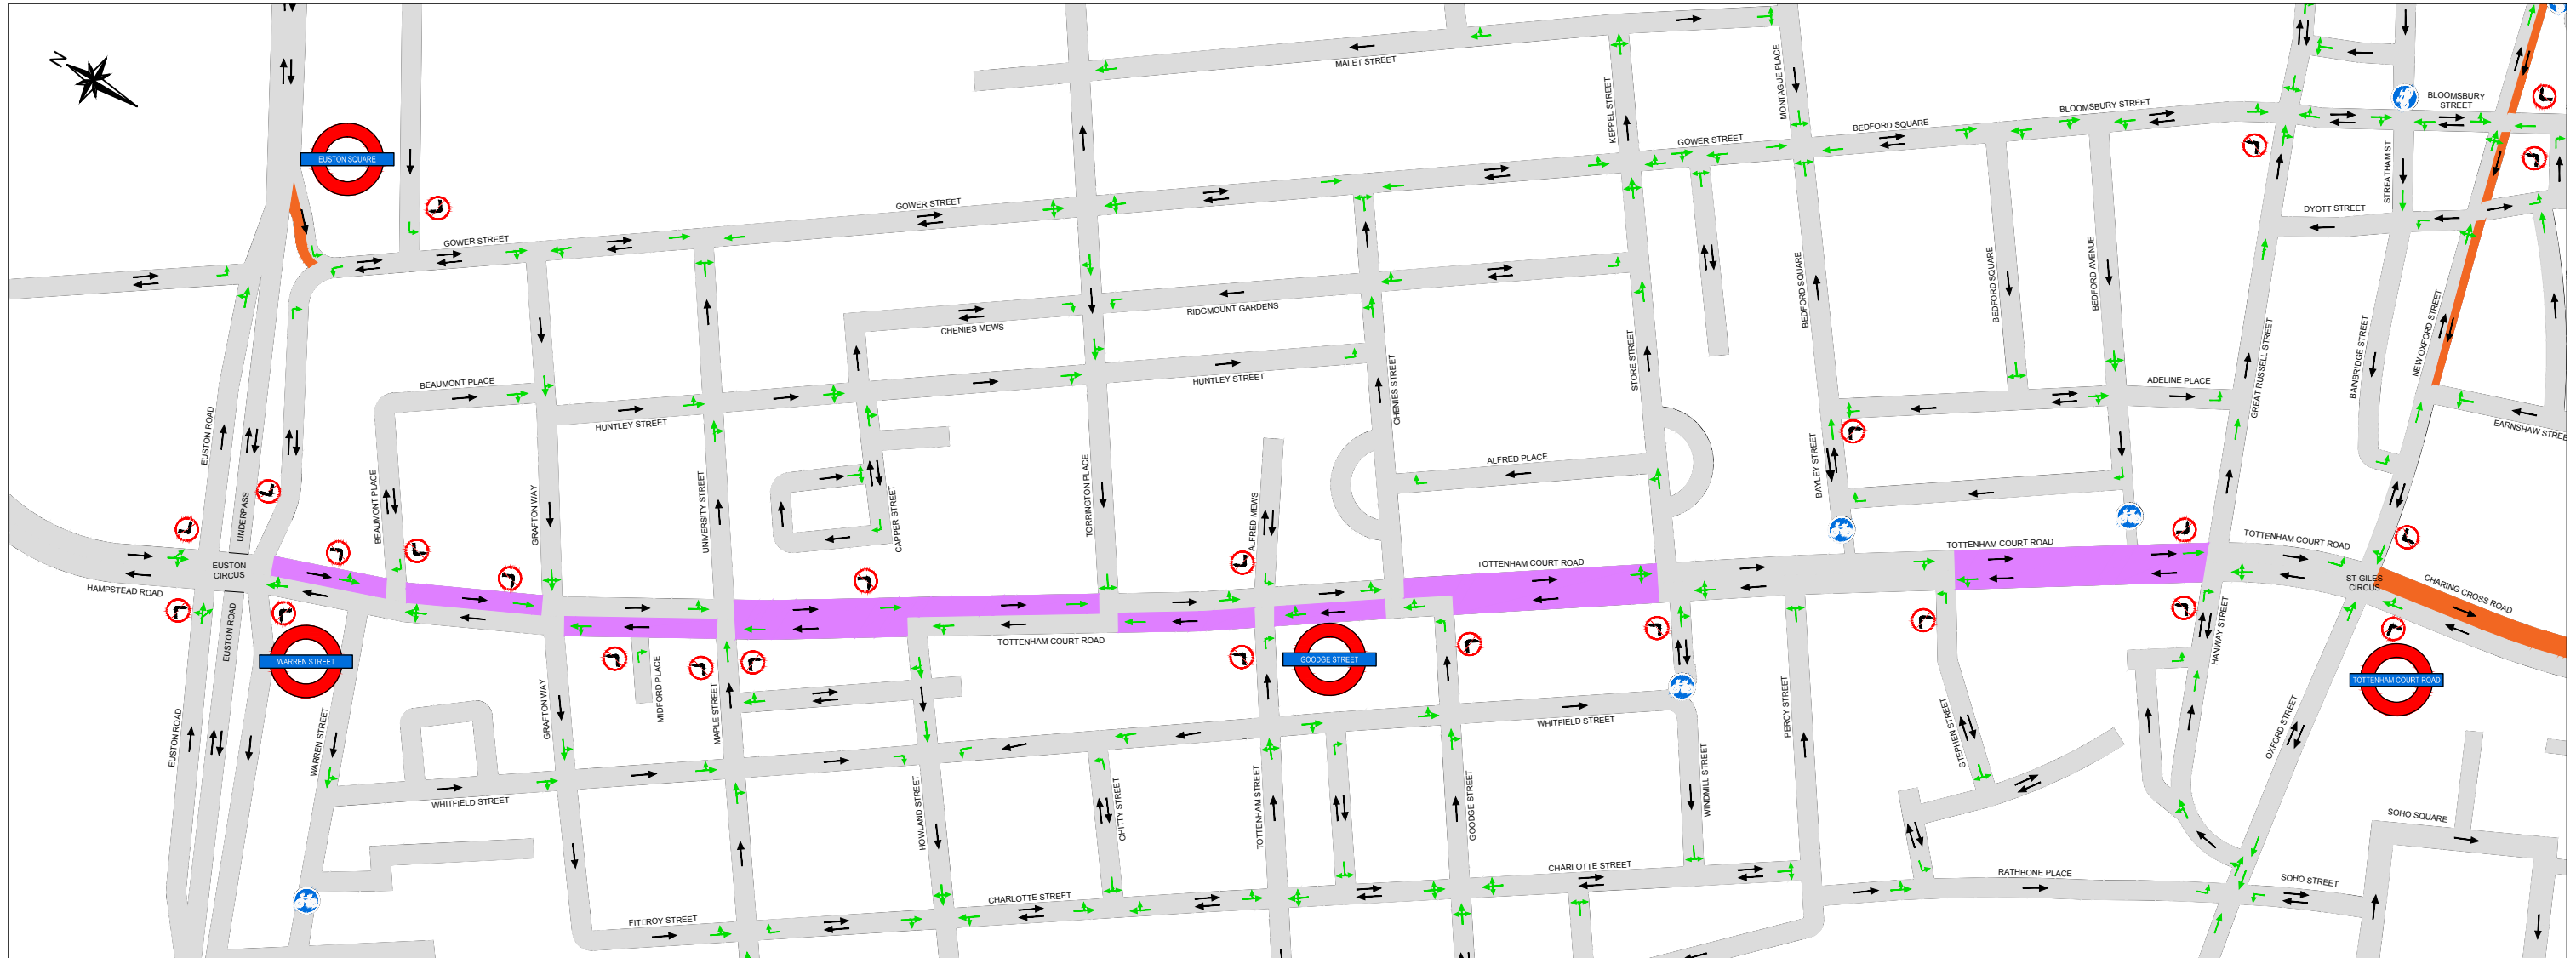 N
MALET STREET
KEPPEL STREET
MONTAGUE PLACE
BLOOMSBURY STREET
BLOOMSBURY
STREET
BEDFORD SQUARE
GOWER STREET
EUSTON SQUARE
STREATHAM ST
GOWER STREET
DYOTT STREET
GOWER STREET
BEDFORD SQUARE
BEDFORD SQUARE
BEDFORD AVENUE
RIDGMOUNT GARDENS
CHENIES MEWS
NEW OXFORD STREET
BAINBRIDGE STREET
GREAT RUSSELL STREET
STORE STREET
CHENIES STREET
HUNTLEY STREET
BEAUMONT PLACE
ADELINE PLACE
HUNTLEY STREET
EARNSHAW STREE
EUSTON ROAD
UNDERPASS
BEAUMONT PLACE
GRAFTON WAY
UNIVERSITY STREET
CAPPER STREET
TORRINGTON PLACE
ALFRED MEWS
ALFRED PLACE
BAYLEY STREET
TOTTENHAM COURT ROAD
TOTTENHAM COURT ROAD
TOTTENHAM COURT ROAD
EUSTON
CIRCUS
HAMPSTEAD ROAD
ST GILES
CIRCUS
CHARING CROSS ROAD
EUSTON ROAD
TOTTENHAM COURT ROAD
HANWAY STREET
WARREN STREET
GOODGE STREET
TOTTENHAM COURT ROAD
MIDFORD PLACE
GRAFTON WAY
MAPLE STREET
WHITFIELD STREET
PERCY STREET
STEPHEN STREET
OXFORD STREET
EUSTON ROAD
WARREN STREET
WINDMILL STREET
WHITFIELD STREET
HOWLAND STREET
CHITTY STREET
TOTTENHAM STREET
GOODGE STREET
SOHO SQUARE
CHARLOTTE STREET
RATHBONE PLACE
SOHO STREET
CHARLOTTE STREET
FIT ROY STREET